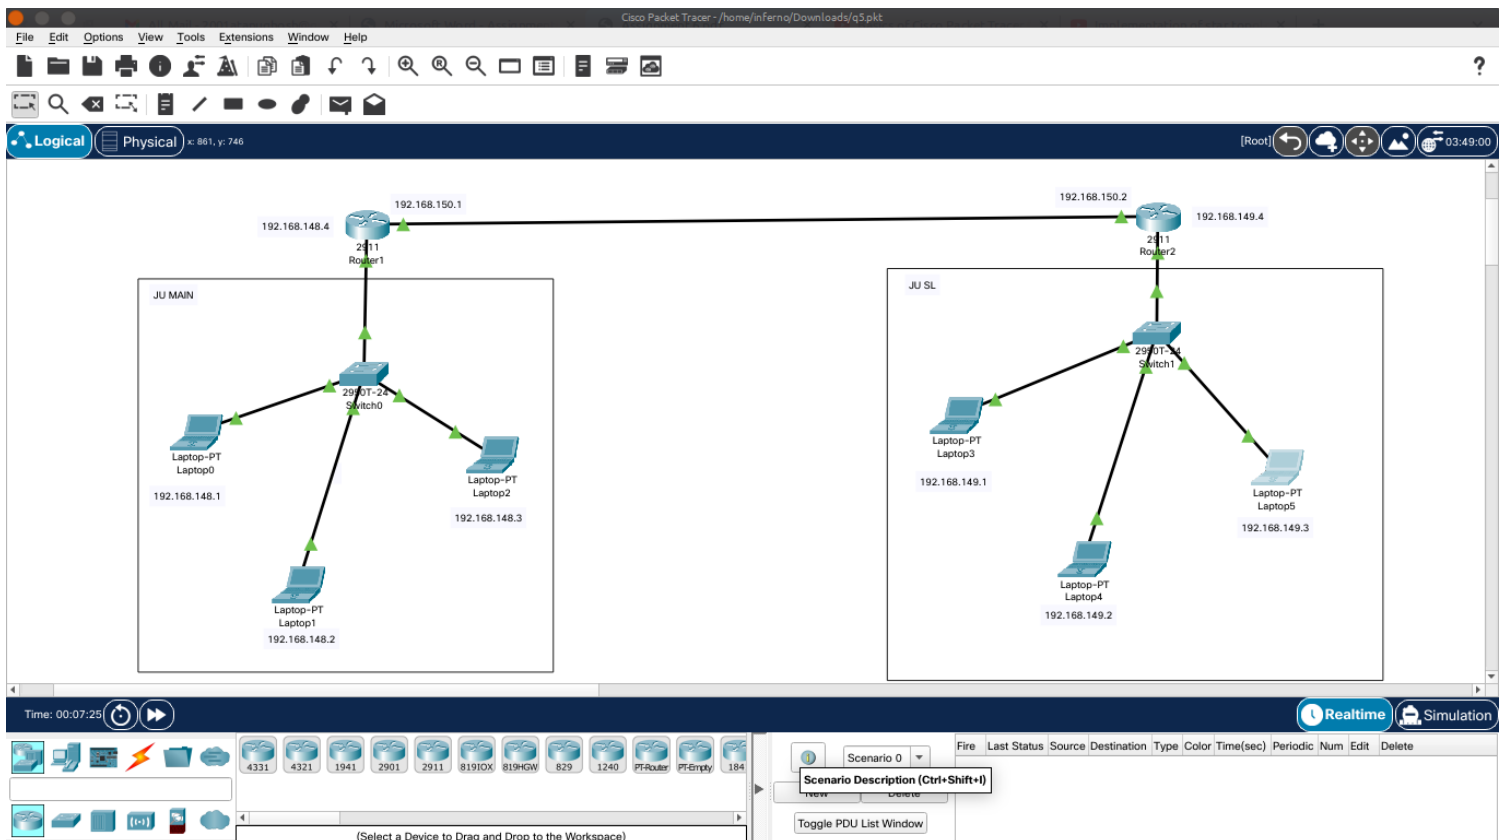 Cisco Packet Tracer - /home/inferno/Downloads/q5.pkt
File Edit Options View Tools Extensions Window Help
Logical Physical x: 861, y: 746 [Root] 03:49:00
192.168.150.1
192.168.150.2
192.168.148.4
192.168.149.4
2911
Router1
2911
Router2
JU MAIN
JU SL
2950T-24
Switch0
2950T-24
Switch1
Laptop-PT
Laptop0
192.168.148.1
Laptop-PT
Laptop2
192.168.148.3
Laptop-PT
Laptop1
192.168.148.2
Laptop-PT
Laptop3
192.168.149.1
Laptop-PT
Laptop5
192.168.149.3
Laptop-PT
Laptop4
192.168.149.2
Time: 00:07:25 Realtime Simulation
4331 4321 1941 2901 2911 819IOX 819HGW 829 1240 PT-Router PT-Empty 184
Scenario 0
Fire Last Status Source Destination Type Color Time(sec) Periodic Num Edit Delete
Scenario Description (Ctrl+Shift+I)
New Delete
Toggle PDU List Window
(Select a Device to Drag and Drop to the Workspace)